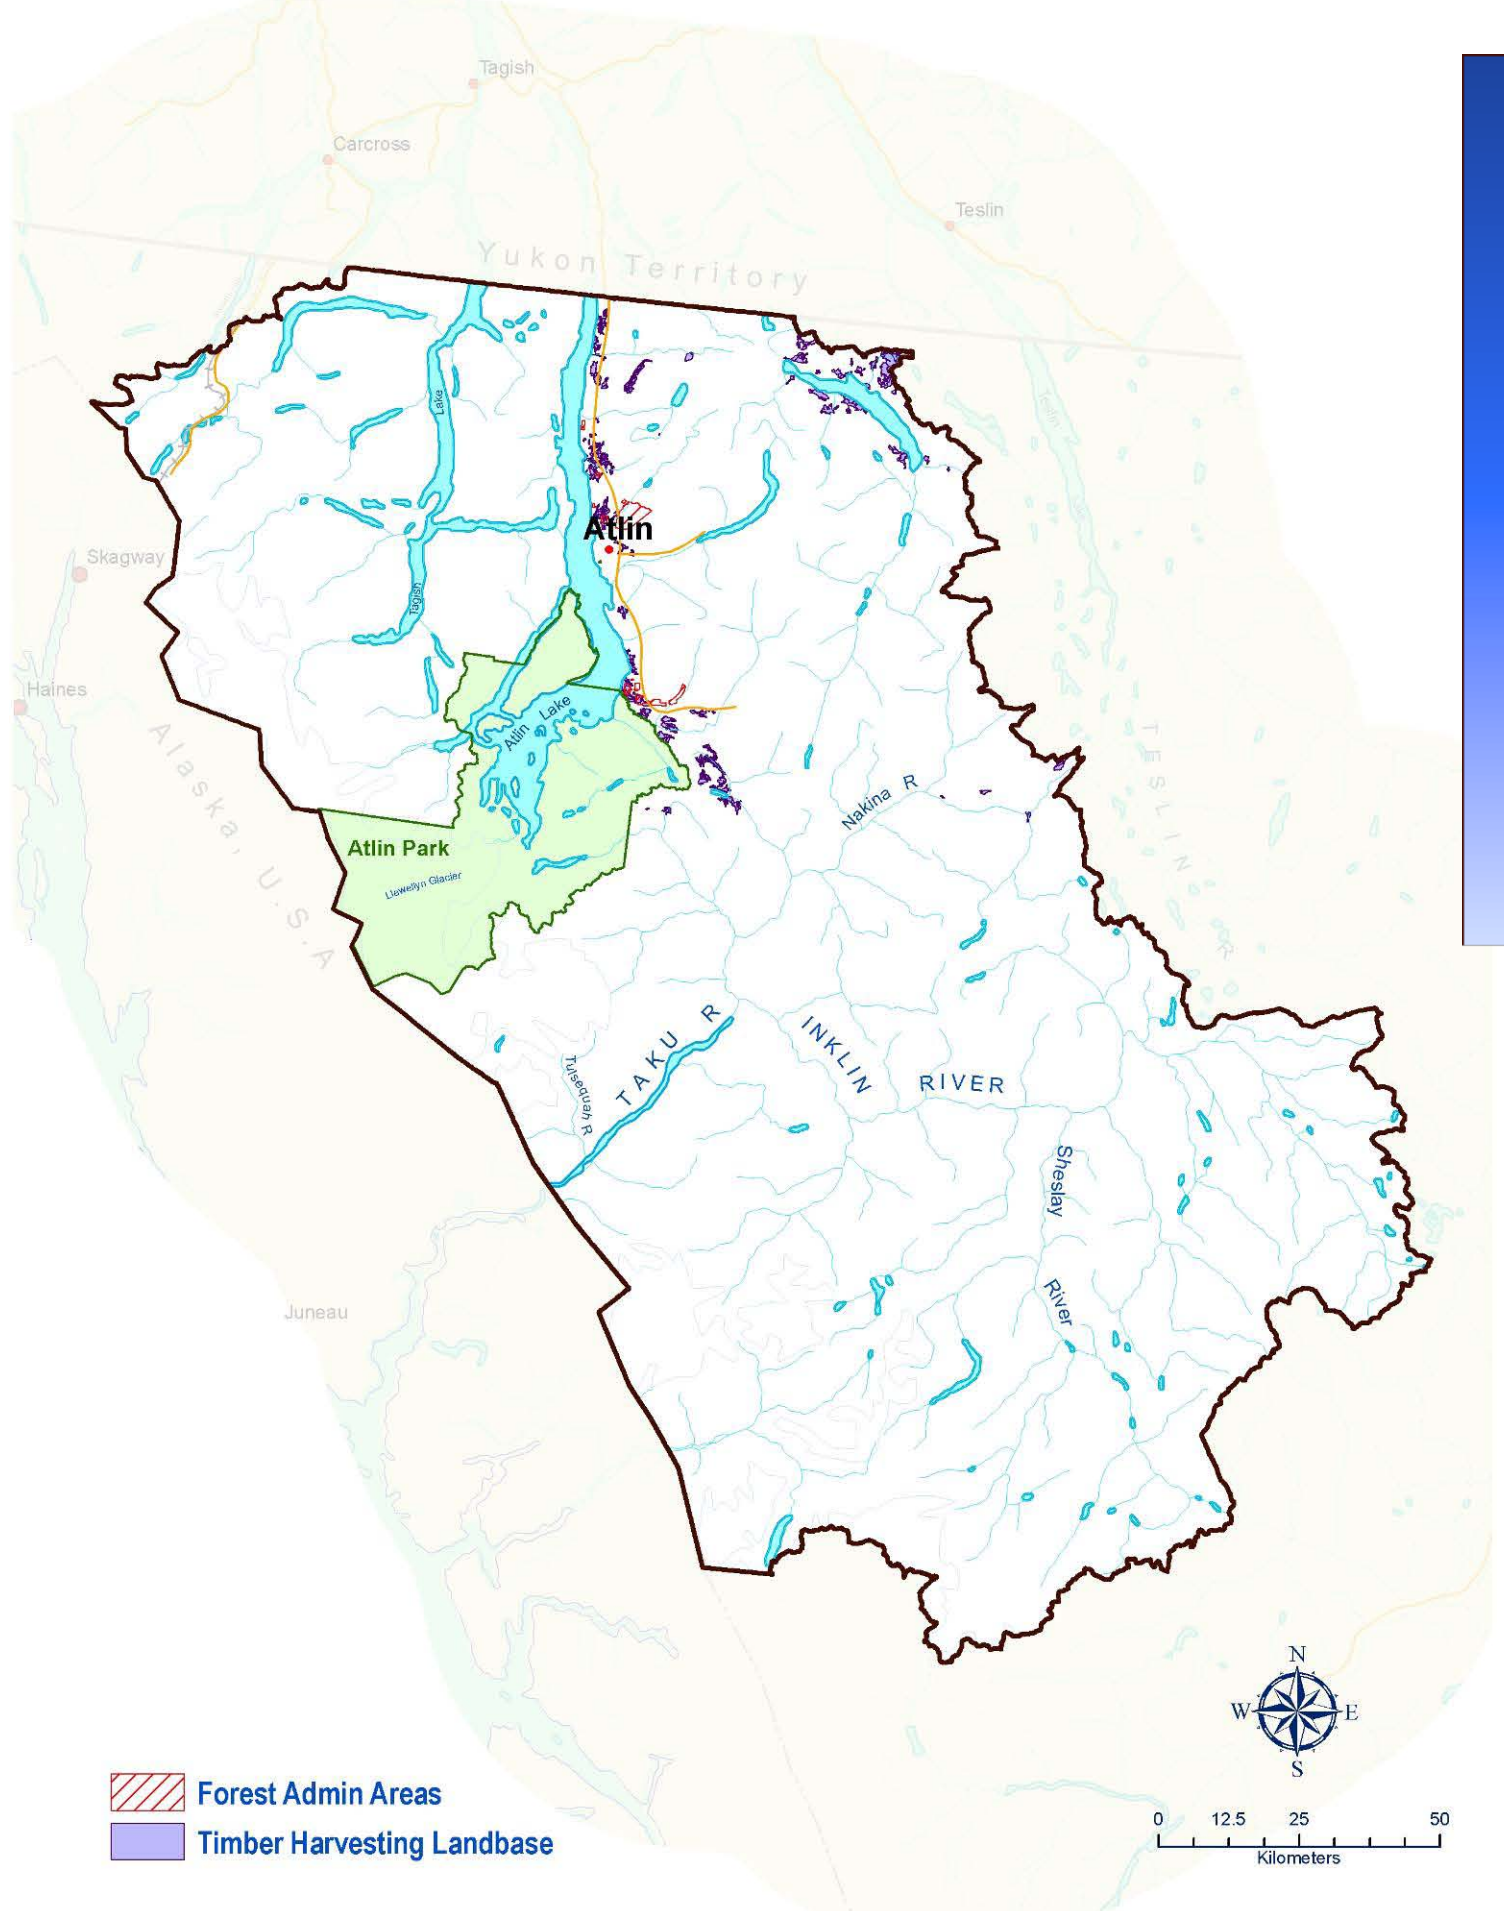 Tagish
Carcross
Teslin
Yukon Territory
Lake
Atlin
Skagway
Tagish
Teslin
Haines
Atlin Lake
Alaska, U.S.A
TESLIN
Nakina R
Atlin Park
Llewellyn Glacier
R
TAKU R
INKLIN
RIVER
Tulsequah R
Sheslay
River
Juneau
N
W
E
S
Forest Admin Areas
Timber Harvesting Landbase
0 12.5 25 50
Kilometers